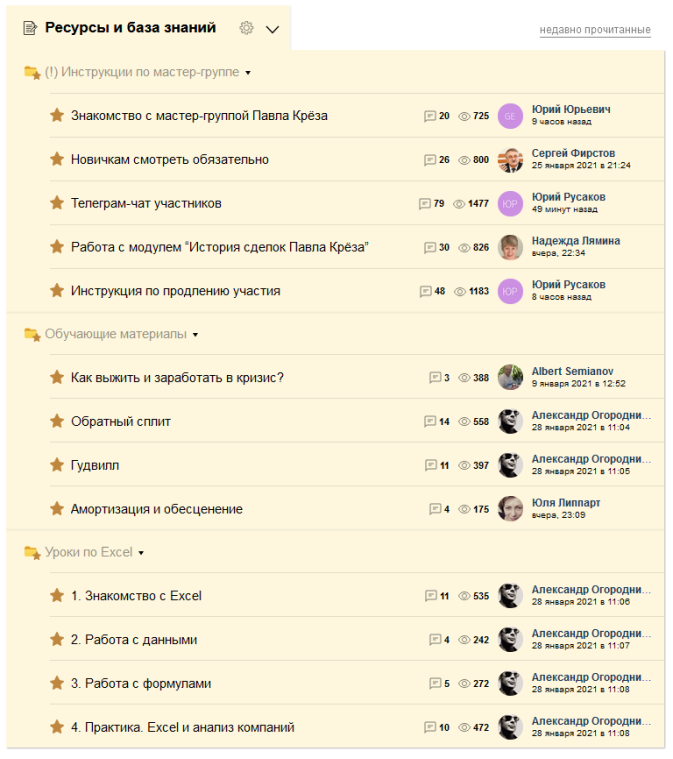 Ресурсы и база знаний
недавно прочитанные
(!) Инструкции по мастер-группе
Знакомство с мастер-группой Павла Крёза 20 725 GE Юрий Юрьевич
9 часов назад
Новичкам смотреть обязательно 26 800 Сергей Фирстов
25 января 2021 в 21:24
Телеграм-чат участников 79 1477 ЮР Юрий Русаков
49 минут назад
Работа с модулем "История сделок Павла Крёза" 30 826 Надежда Лямина
вчера, 22:34
Инструкция по продлению участия 48 1183 ЮР Юрий Русаков
8 часов назад
Обучающие материалы
Как выжить и заработать в кризис? 3 388 Albert Semianov
9 января 2021 в 12:52
Обратный сплит 14 558 Александр Огородни...
28 января 2021 в 11:04
Гудвилл 11 397 Александр Огородни...
28 января 2021 в 11:05
Амортизация и обесценение 4 175 Юля Липпарт
вчера, 23:09
Уроки по Excel
1. Знакомство с Excel 11 535 Александр Огородни...
28 января 2021 в 11:06
2. Работа с данными 4 242 Александр Огородни...
28 января 2021 в 11:07
3. Работа с формулами 5 272 Александр Огородни...
28 января 2021 в 11:08
4. Практика. Excel и анализ компаний 10 472 Александр Огородни...
28 января 2021 в 11:08